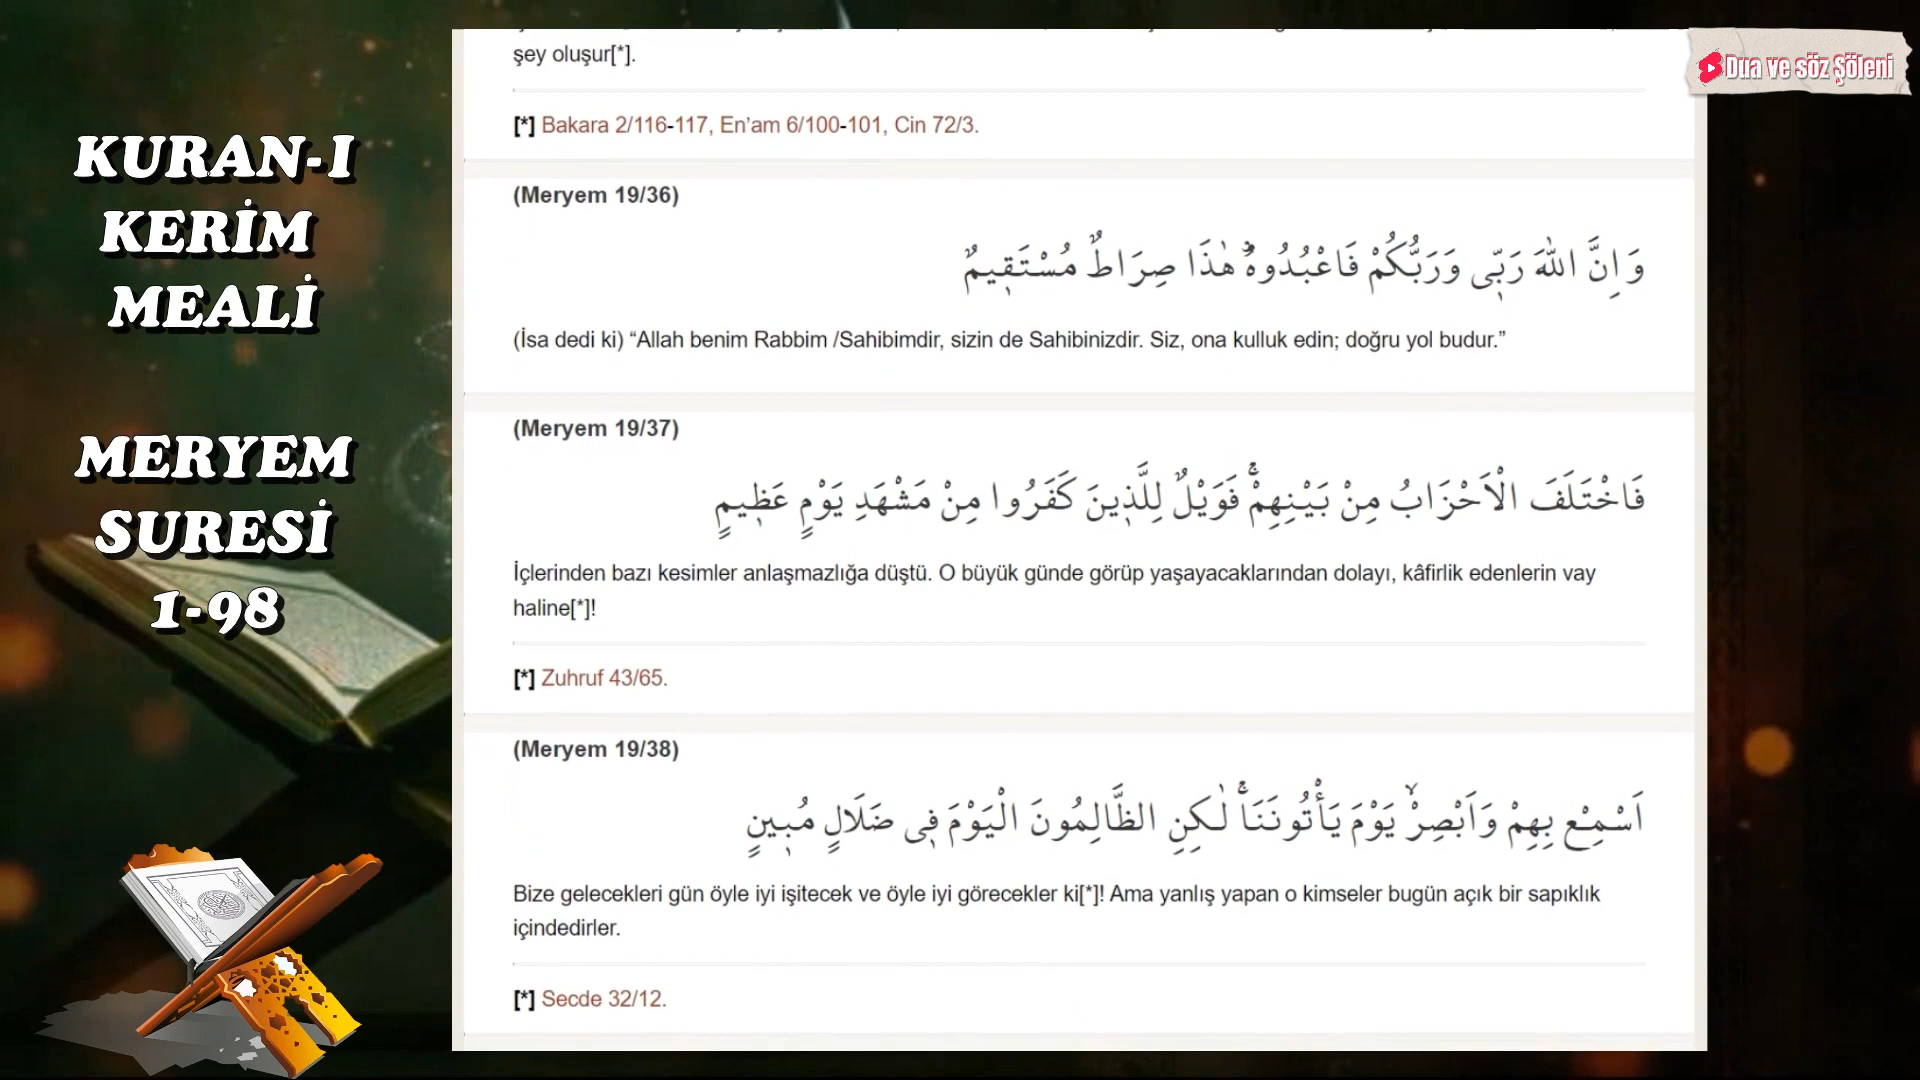 KURAN-I
KERİM
MEALİ
MERYEM
SURESİ
1-98
şey oluşur[*].
[*] Bakara 2/116-117, En’am 6/100-101, Cin 72/3.
(Meryem 19/36)
وَاِنَّ اللّٰهَ رَبّ۪ى وَرَبُّكُمْ فَاعْبُدُوهُۜ هٰذَا صِرَاطٌ مُسْتَق۪يمٌ
(İsa dedi ki) “Allah benim Rabbim /Sahibimdir, sizin de Sahibinizdir. Siz, ona kulluk edin; doğru yol budur.”
(Meryem 19/37)
فَاخْتَلَفَ الْاَحْزَابُ مِنْ بَيْنِهِمْۚ فَوَيْلٌ لِلَّذ۪ينَ كَفَرُوا مِنْ مَشْهَدِ يَوْمٍ عَظ۪يمٍ
İçlerinden bazı kesimler anlaşmazlığa düştü. O büyük günde görüp yaşayacaklarından dolayı, kâfirlik edenlerin vay
haline[*]!
[*] Zuhruf 43/65.
(Meryem 19/38)
اَسْمِعْ بِهِمْ وَاَبْصِرْۙ يَوْمَ يَأْتُونَنَاۚ لٰكِنِ الظَّالِمُونَ الْيَوْمَ ف۪ى ضَلَالٍ مُب۪ينٍ
Bize gelecekleri gün öyle iyi işitecek ve öyle iyi görecekler ki[*]! Ama yanlış yapan o kimseler bugün açık bir sapıklık
içindedirler.
[*] Secde 32/12.
Dua ve söz Şöleni